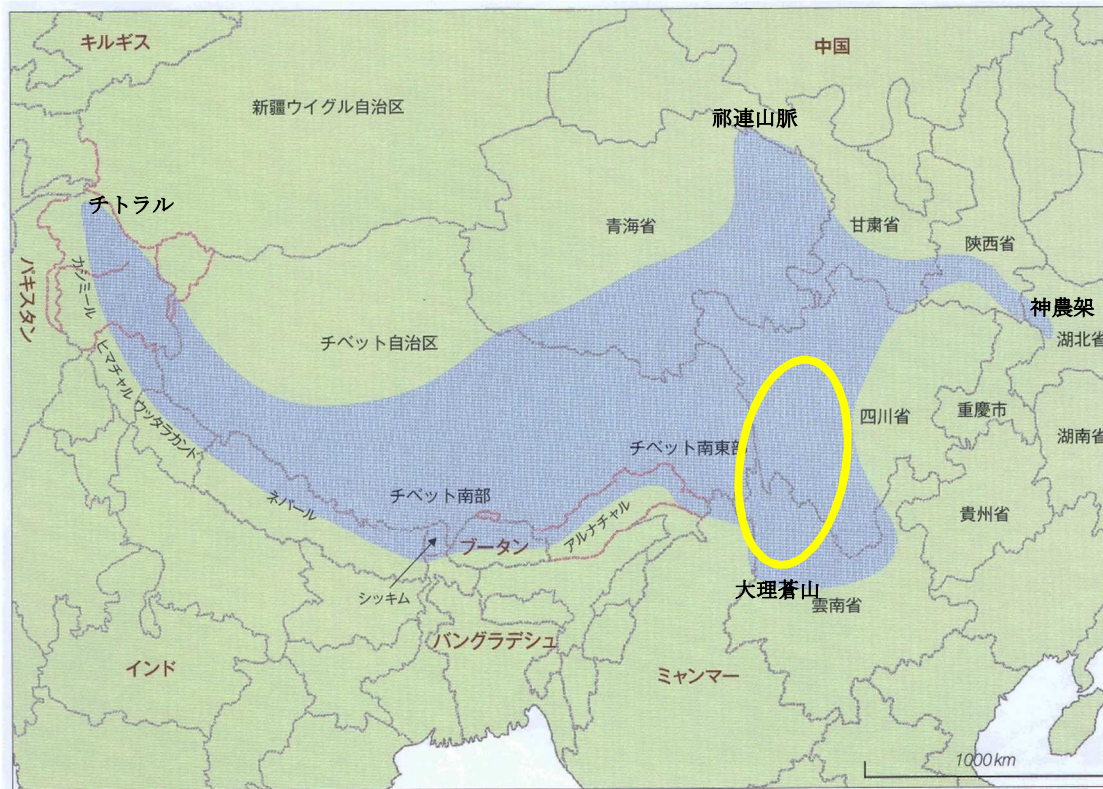 キルギス
中国
新疆ウイグル自治区
祁連山脈
チトラル
青海省
甘粛省
陝西省
パキスタン
カシミール
神農架
湖北省
チベット自治区
ヒマチャル
ウッタラカンド
四川省
重慶市
湖南省
チベット南東部
チベット南部
ネパール
アルナチャル
貴州省
ブータン
シッキム
大理蒼山
雲南省
バングラデシュ
インド
ミャンマー
1000km